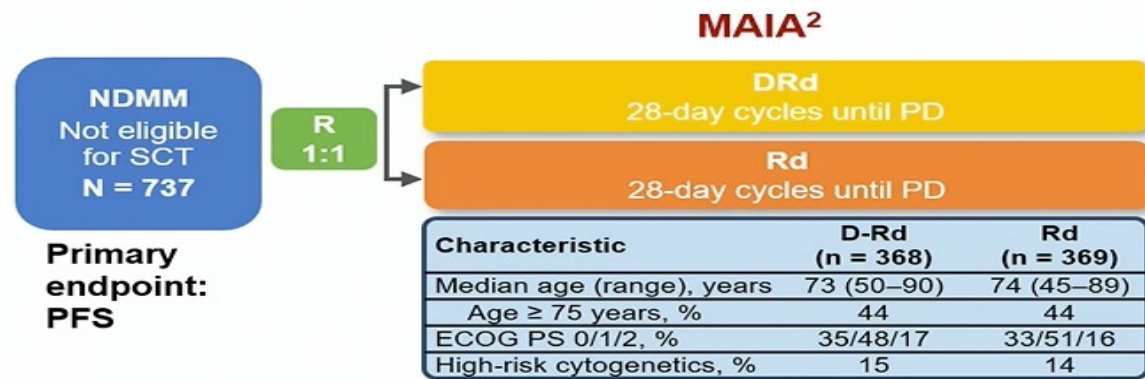 MAIA²
NDMM
Not eligible
for SCT
N = 737
R
1:1
DRd
28-day cycles until PD
Rd
28-day cycles until PD
Primary
endpoint:
PFS
Characteristic D-Rd (n = 368) Rd (n = 369)
Median age (range), years 73 (50–90) 74 (45–89)
Age ≥ 75 years, % 44 44
ECOG PS 0/1/2, % 35/48/17 33/51/16
High-risk cytogenetics, % 15 14